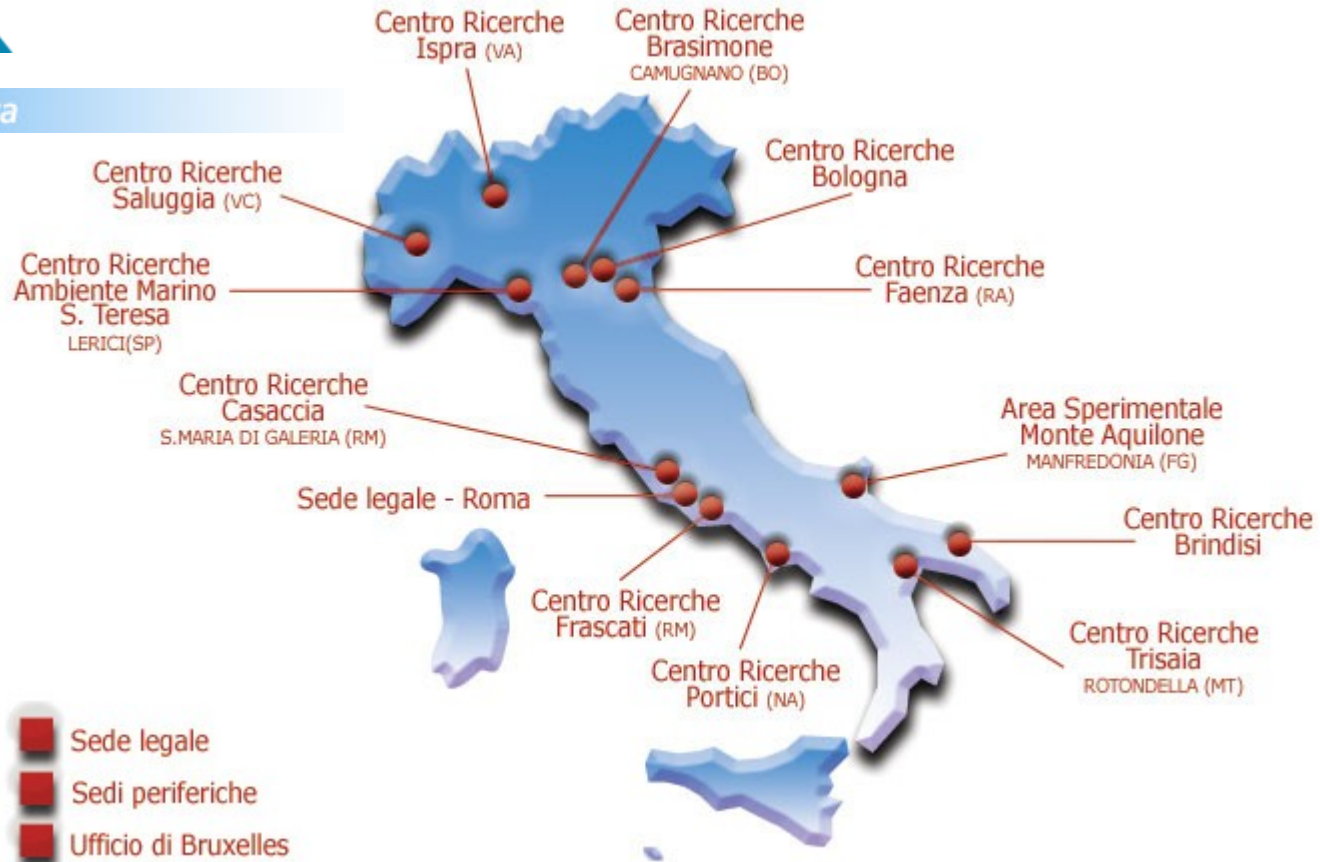 Centro Ricerche
Ispra (VA)
Centro Ricerche
Brasimone
CAMUGNANO (BO)
Centro Ricerche
Bologna
Centro Ricerche
Saluggia (VC)
Centro Ricerche
Ambiente Marino
S. Teresa
LERICI(SP)
Centro Ricerche
Faenza (RA)
Centro Ricerche
Casaccia
S.MARIA DI GALERIA (RM)
Area Sperimentale
Monte Aquilone
MANFREDONIA (FG)
Sede legale - Roma
Centro Ricerche
Brindisi
Centro Ricerche
Frascati (RM)
Centro Ricerche
Trisaia
ROTONDELLA (MT)
Centro Ricerche
Portici (NA)
Sede legale
Sedi periferiche
Ufficio di Bruxelles